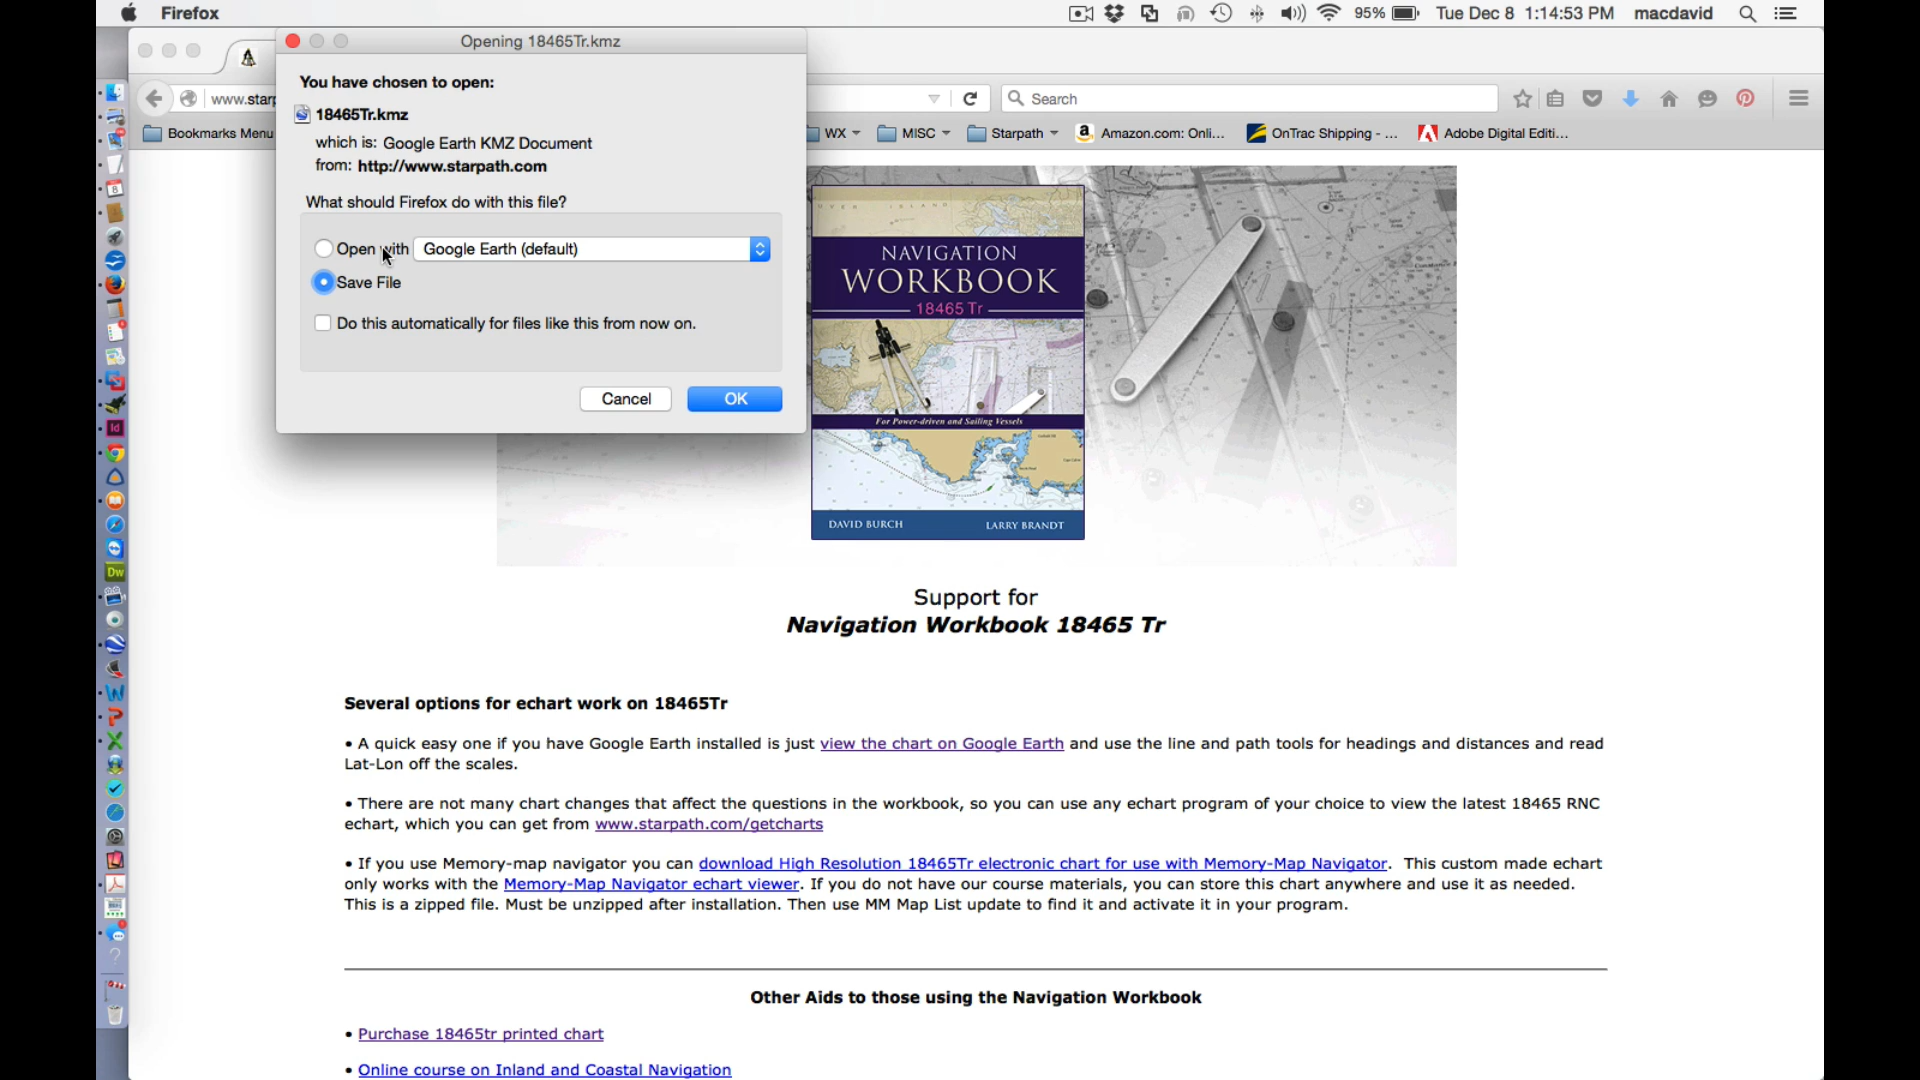 Firefox
95%
Tue Dec 8 1:14:53 PM
macdavid
Opening 18465Tr.kmz
You have chosen to open:
18465Tr.kmz
which is: Google Earth KMZ Document
from: http://www.starpath.com
What should Firefox do with this file?
Open with
Google Earth (default)
Save File
Do this automatically for files like this from now on.
Cancel
OK
www.starp
Search
Bookmarks Menu
WX
MISC
Starpath
Amazon.com: Onli...
OnTrac Shipping - ...
Adobe Digital Editi...
NAVIGATION
WORKBOOK
18465 Tr
For Power-driven and Sailing Vessels
DAVID BURCH
LARRY BRANDT
Support for
Navigation Workbook 18465 Tr
Several options for echart work on 18465Tr
• A quick easy one if you have Google Earth installed is just view the chart on Google Earth and use the line and path tools for headings and distances and read
Lat-Lon off the scales.
• There are not many chart changes that affect the questions in the workbook, so you can use any echart program of your choice to view the latest 18465 RNC
echart, which you can get from www.starpath.com/getcharts
• If you use Memory-map navigator you can download High Resolution 18465Tr electronic chart for use with Memory-Map Navigator. This custom made echart
only works with the Memory-Map Navigator echart viewer. If you do not have our course materials, you can store this chart anywhere and use it as needed.
This is a zipped file. Must be unzipped after installation. Then use MM Map List update to find it and activate it in your program.
Other Aids to those using the Navigation Workbook
• Purchase 18465tr printed chart
• Online course on Inland and Coastal Navigation